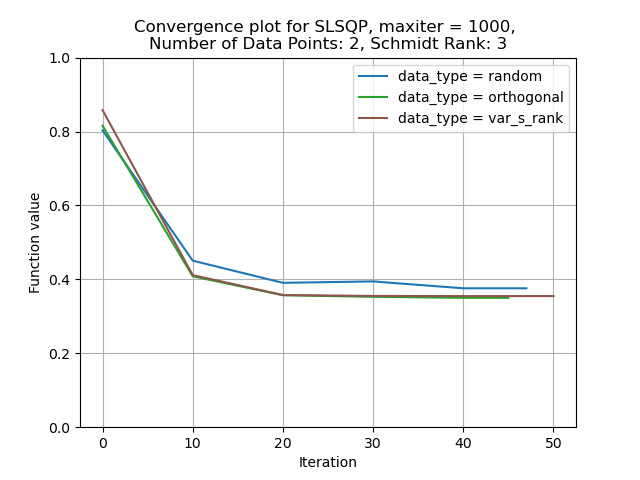 Convergence plot for SLSQP, maxiter = 1000,
Number of Data Points: 2, Schmidt Rank: 3
data_type = random
data_type = orthogonal
data_type = var_s_rank
Function value
1.0
0.8
0.6
0.4
0.2
0.0
0 10 20 30 40 50
Iteration